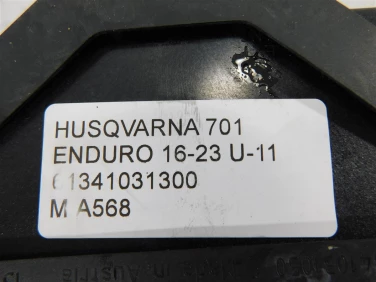 HUSQVARNA 701
ENDURO 16-23 U-11
61341031300
M A568